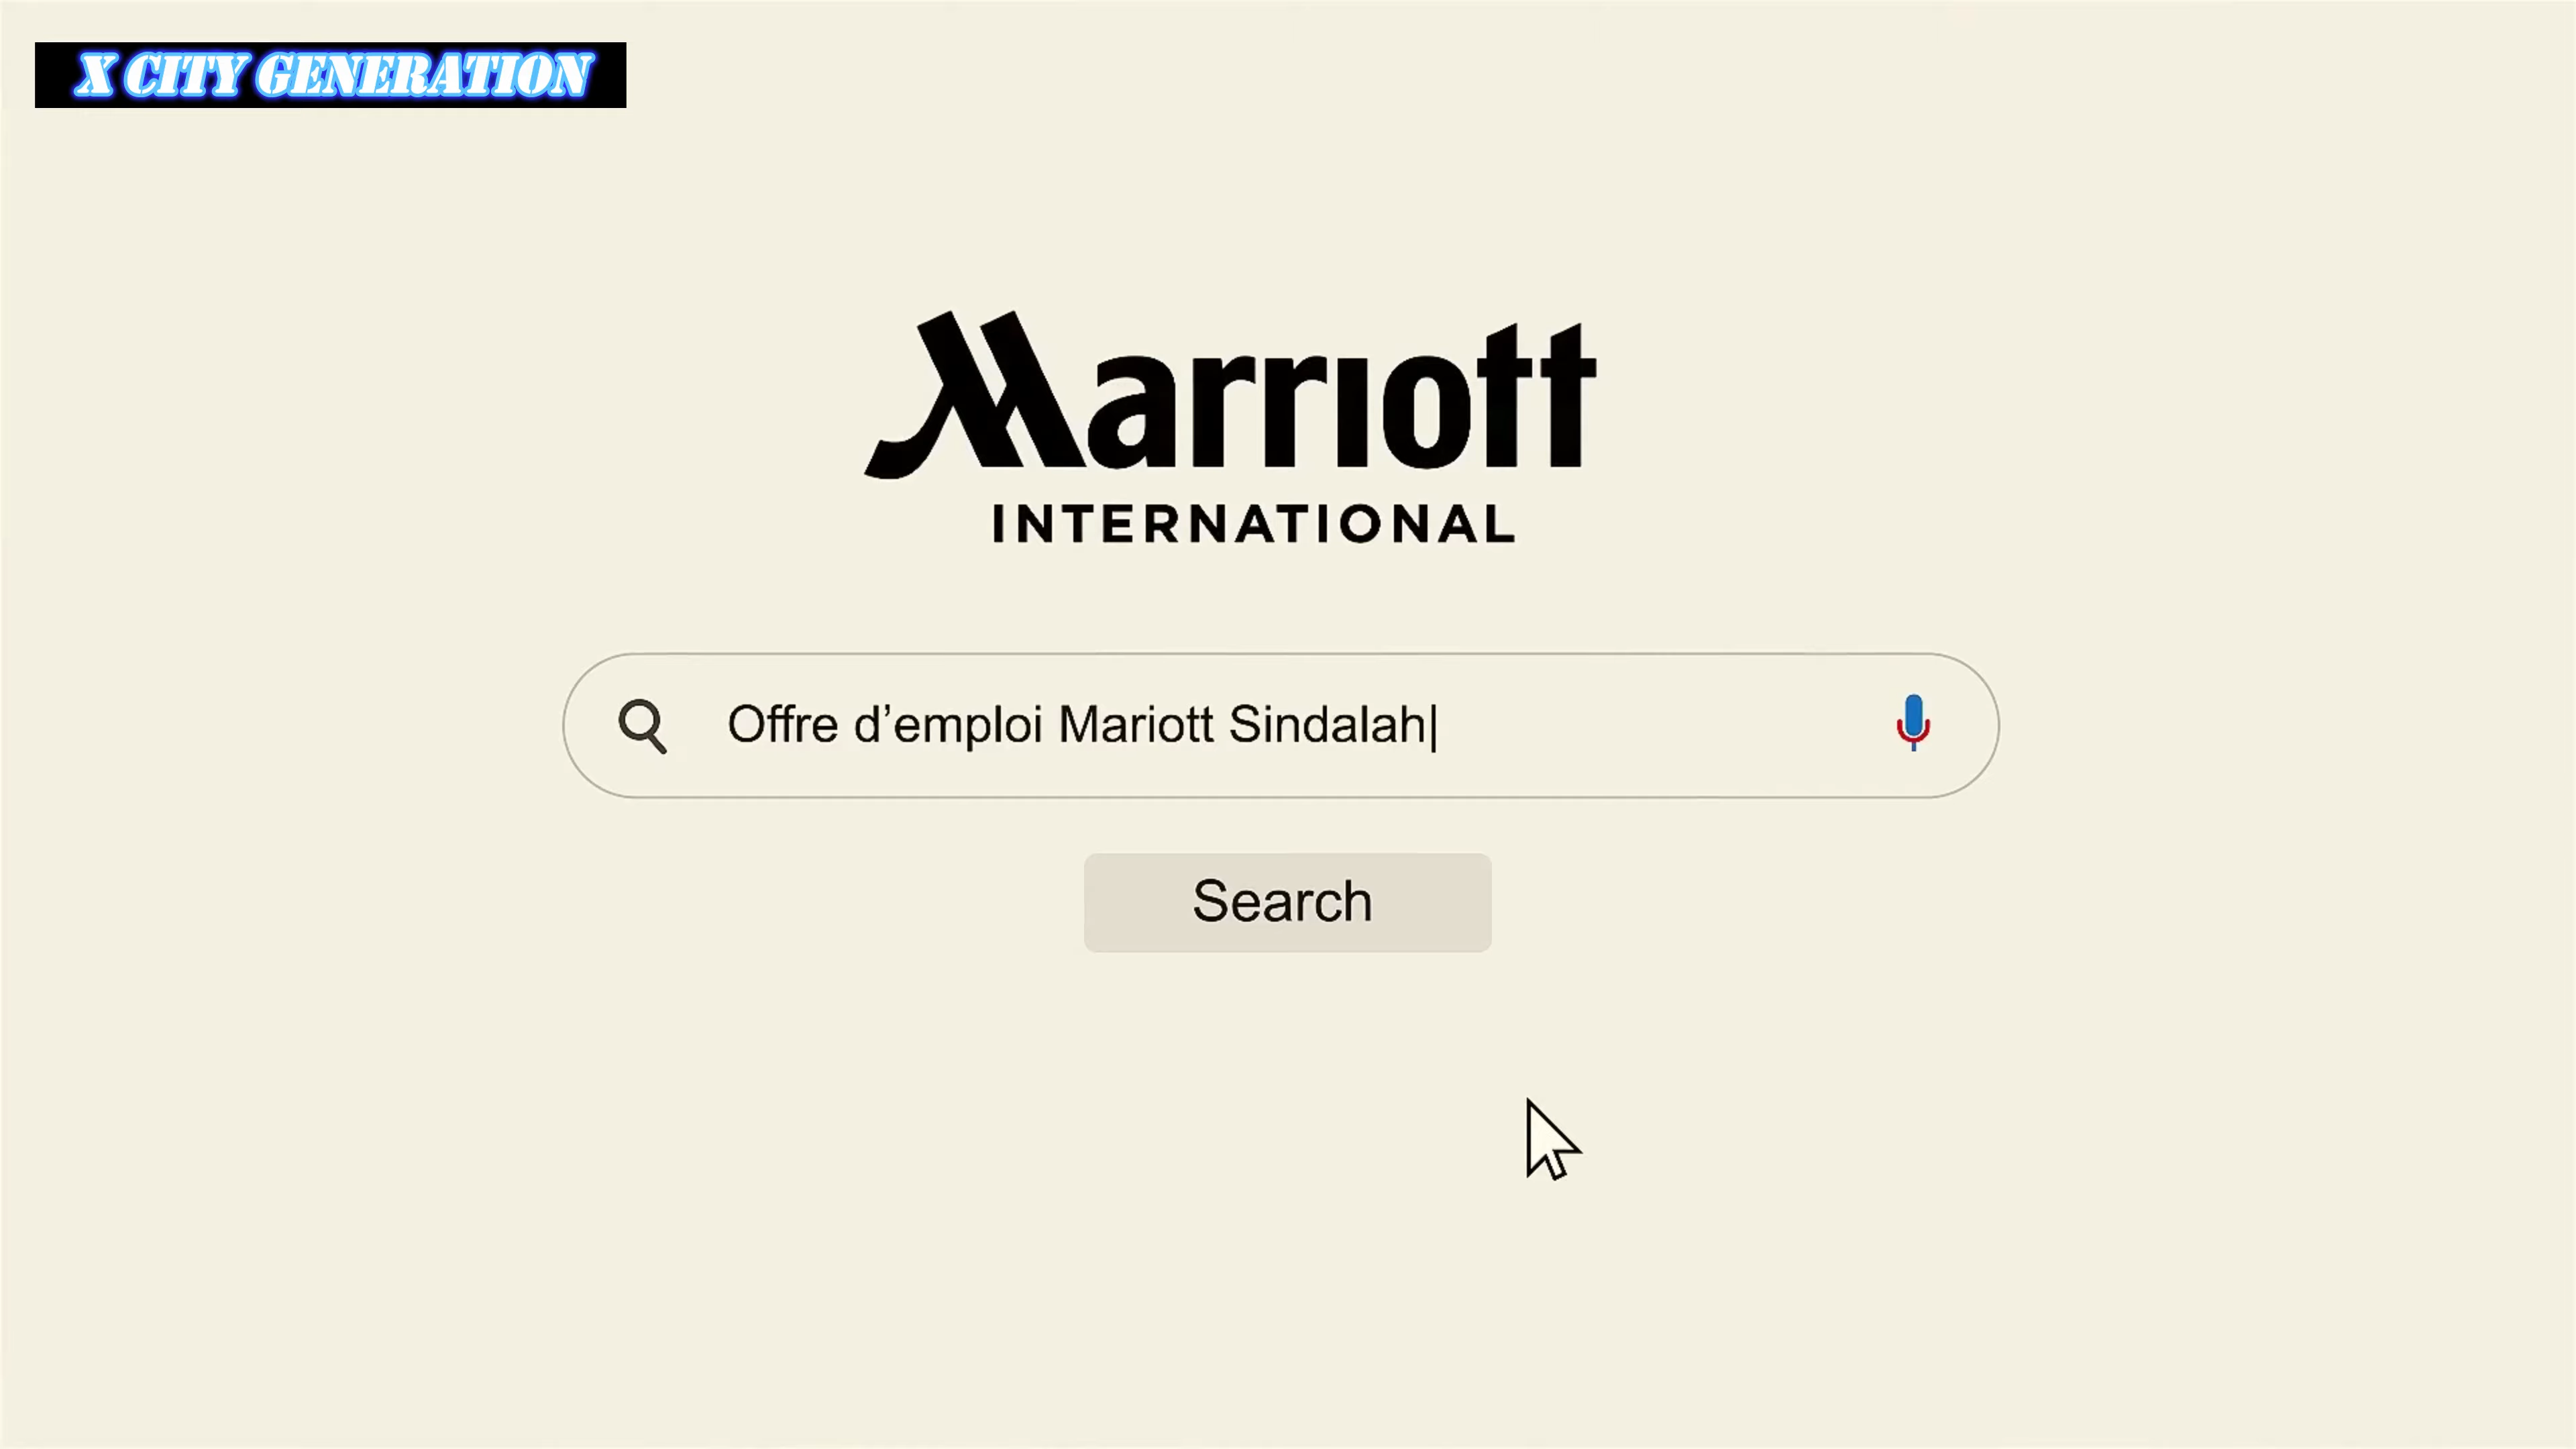 X CITY GENERATION
Marriott
INTERNATIONAL
Offre d’emploi Mariott Sindalah|
Search